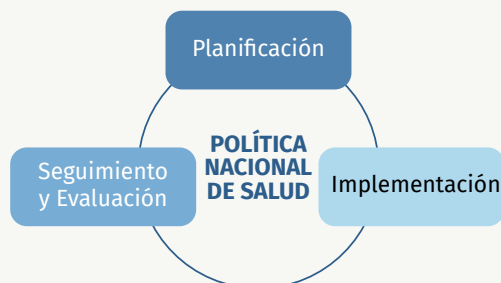 Planificación
POLÍTICA
NACIONAL
DE SALUD
Seguimiento
y Evaluación
Implementación